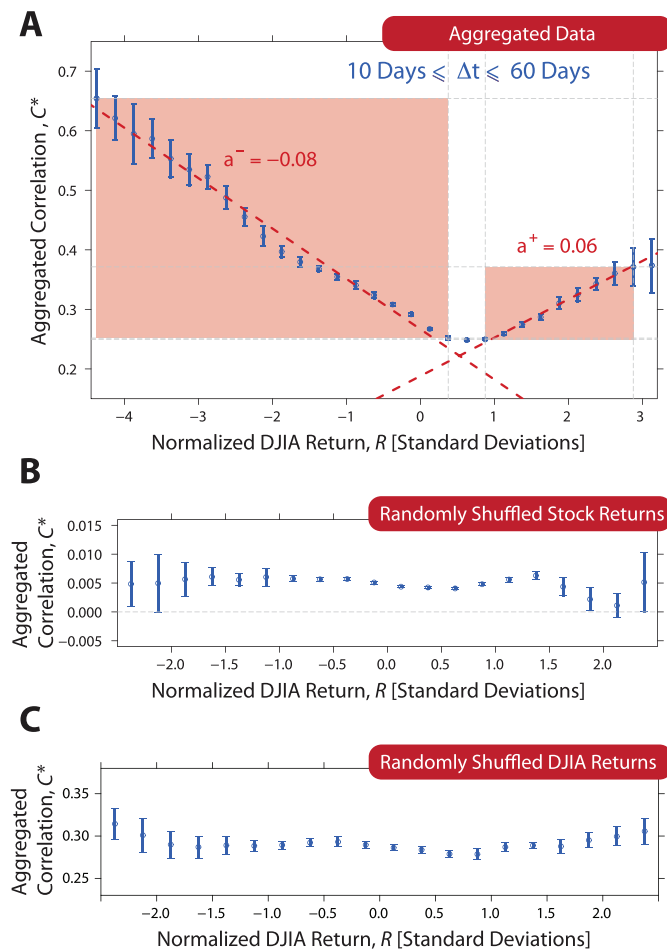 A
Aggregated Data
10 Days ⩽ Δt ⩽ 60 Days
a⁻ = −0.08
a⁺ = 0.06
Aggregated Correlation , C*
0.7
0.6
0.5
0.4
0.3
0.2
−4 −3 −2 −1 0 1 2 3
Normalized DJIA Return, R [Standard Deviations]
B
Randomly Shuffled Stock Returns
Aggregated
Correlation, C*
0.015
0.010
0.005
0.000
−0.005
−2.0 −1.5 −1.0 −0.5 0.0 0.5 1.0 1.5 2.0
Normalized DJIA Return, R [Standard Deviations]
C
Randomly Shuffled DJIA Returns
Aggregated
Correlation, C*
0.35
0.30
0.25
−2.0 −1.5 −1.0 −0.5 0.0 0.5 1.0 1.5 2.0
Normalized DJIA Return, R [Standard Deviations]